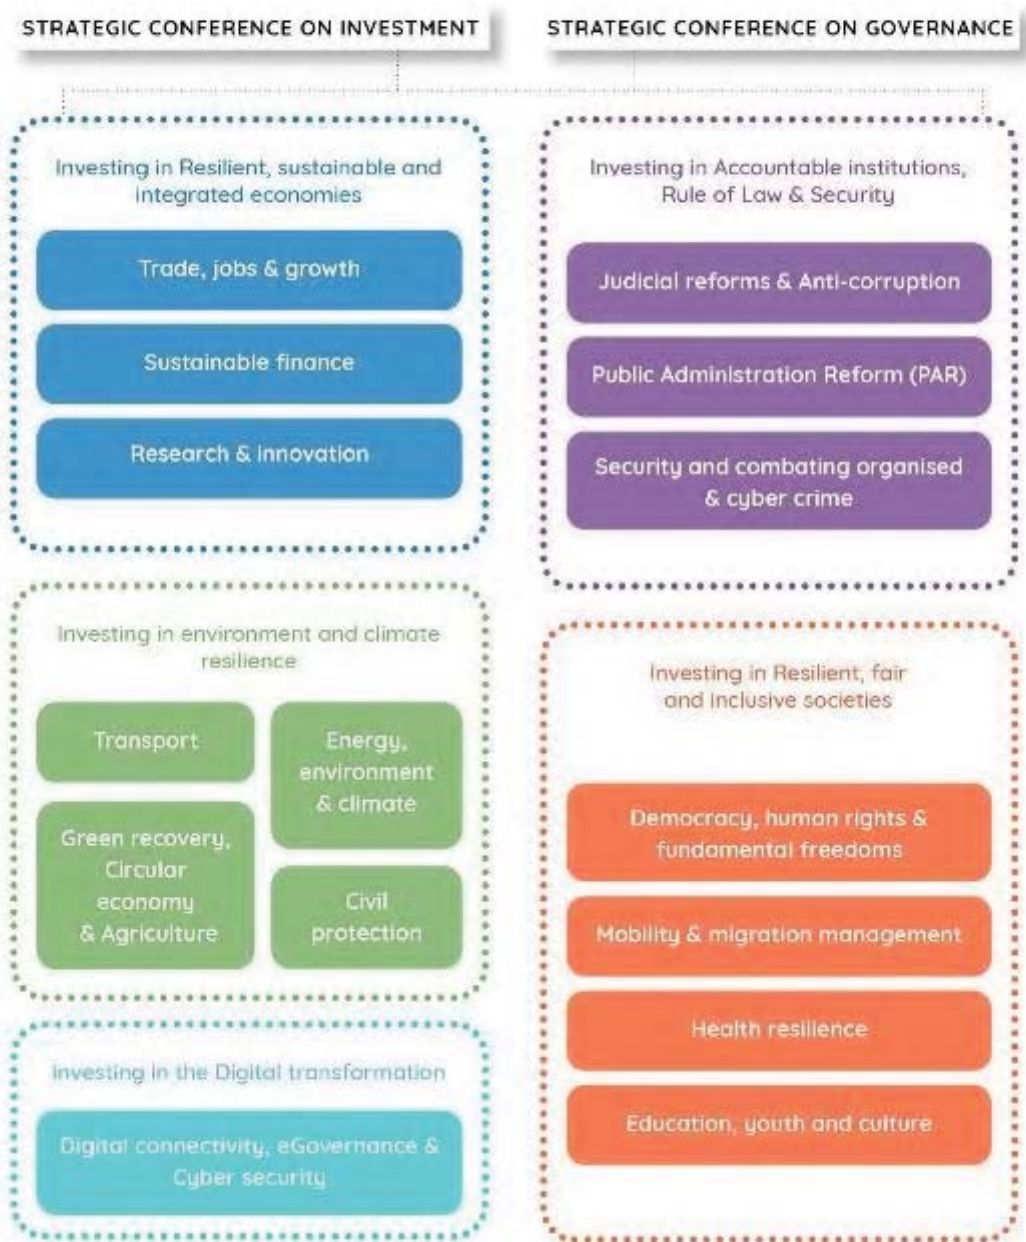 STRATEGIC CONFERENCE ON INVESTMENT
STRATEGIC CONFERENCE ON GOVERNANCE
Investing in Resilient, sustainable and
integrated economies
Trade, jobs & growth
Sustainable finance
Research & innovation
Investing in environment and climate
resilience
Transport
Green recovery,
Circular
economy
& Agriculture
Energy,
environment
& climate
Civil
protection
Investing in the Digital transformation
Digital connectivity, eGovernance &
Cyber security
Investing in Accountable institutions,
Rule of Law & Security
Judicial reforms & Anti-corruption
Public Administration Reform (PAR)
Security and combating organised
& cyber crime
Investing in Resilient, fair
and Inclusive societies
Democracy, human rights &
fundamental freedoms
Mobility & migration management
Health resilience
Education, youth and culture